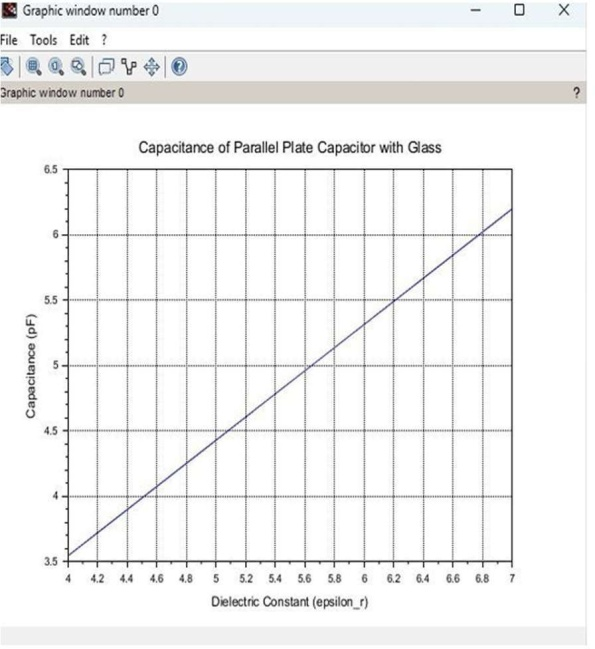 Graphic window number 0
File Tools Edit ?
Graphic window number 0 ?
Capacitance of Parallel Plate Capacitor with Glass
6.5
6
5.5
5
4.5
4
3.5
Capacitance (pF)
4 4.2 4.4 4.6 4.8 5 5.2 5.4 5.6 5.8 6 6.2 6.4 6.6 6.8 7
Dielectric Constant (epsilon_r)